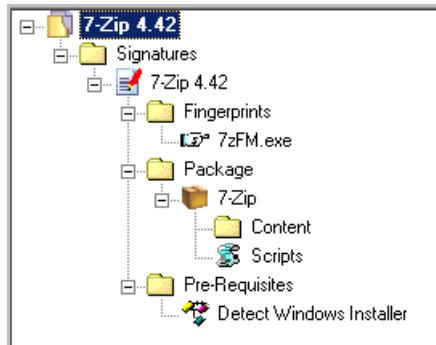 7-Zip 4.42
Signatures
7-Zip 4.42
Fingerprints
7zFM.exe
Package
7-Zip
Content
Scripts
Pre-Requisites
Detect Windows Installer